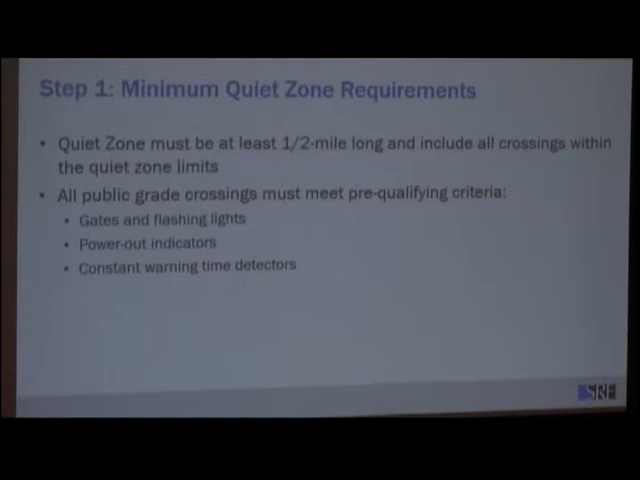 Step 1: Minimum Quiet Zone Requirements
• Quiet Zone must be at least 1/2-mile long and include all crossings within
the quiet zone limits
• All public grade crossings must meet pre-qualifying criteria:
• Gates and flashing lights
• Power-out indicators
• Constant warning time detectors
SRF